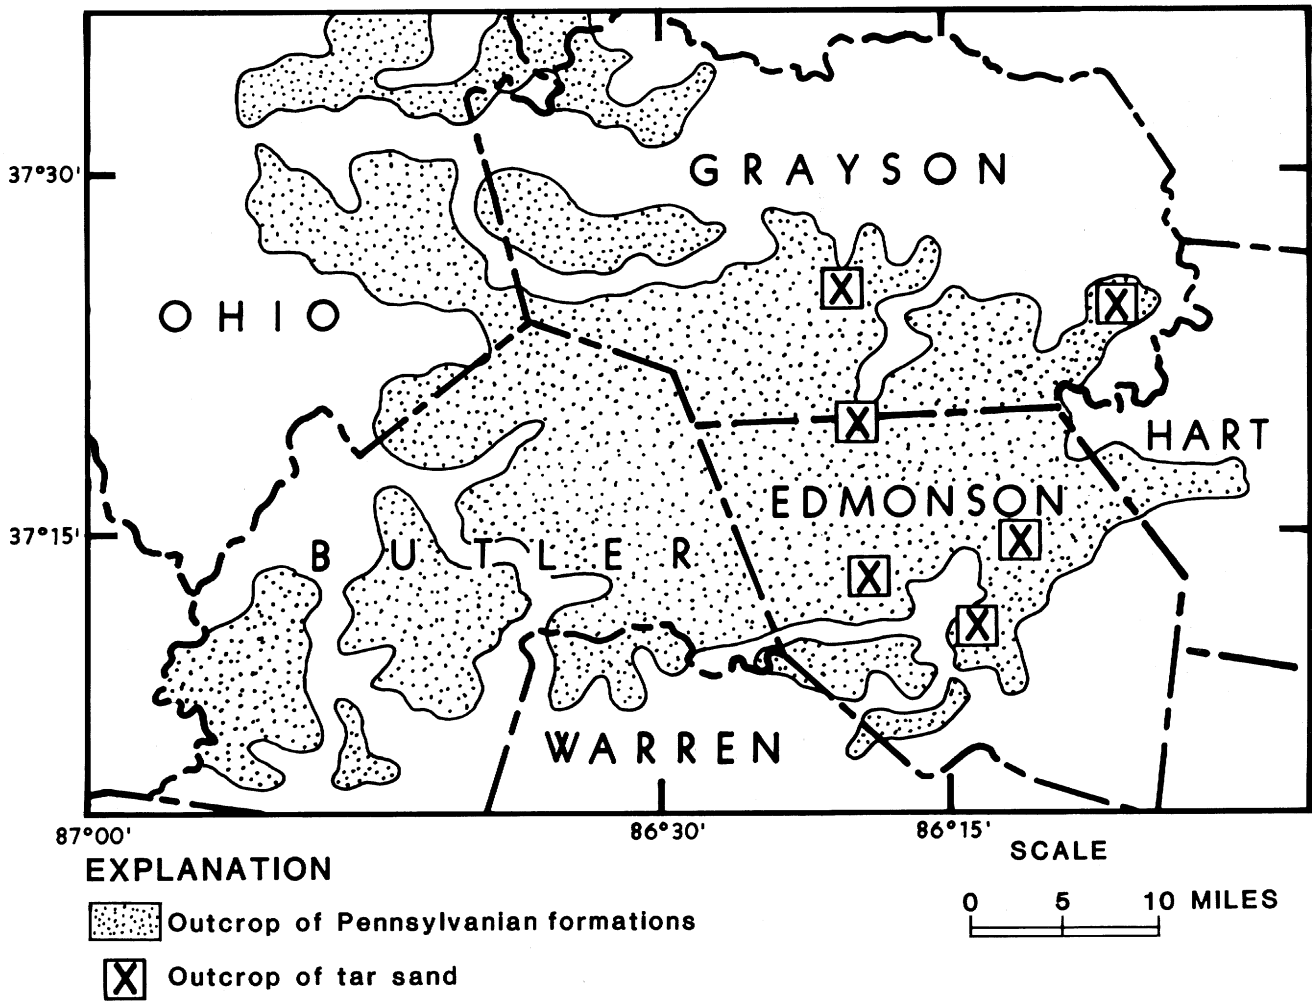 GRAYSON
37°30'
OHIO
HART
EDMONSON
37°15'
BUTLER
WARREN
87°00'
86°30'
86°15'
SCALE
0 5 10 MILES
EXPLANATION
Outcrop of Pennsylvanian formations
X Outcrop of tar sand